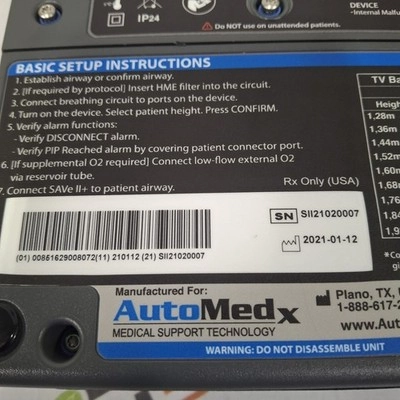 IP24
Do NOT use on unattended patients.
DEVICE
-Internal
BASIC SETUP INSTRUCTIONS
1. Establish airway or confirm airway.
2. [If required by protocol] Insert HME filter into the circuit.
3. Connect breathing circuit to ports on the device.
4. Turn on the device. Select patient height. Press CONFIRM.
5. Verify alarm functions:
- Verify DISCONNECT alarm.
- Verify PIP Reached alarm by covering patient connector port.
6. [If supplemental O2 required] Connect low-flow external O2
via reservoir tube.
7. Connect SAVe II+ to patient airway.
Rx Only (USA)
TV
1,28m
1,36m
1,44m
1,52m
1,60m
1,68m
1,76
1,84
SN SII21020007
2021-01-12
(01) 00851629008072(11) 210112 (21) SII21020007
Manufactured For:
AutoMedx
MEDICAL SUPPORT TECHNOLOGY
Plano, TX,
1-888-617-2
www.Auto
WARNING: DO NOT DISASSEMBLE UNIT